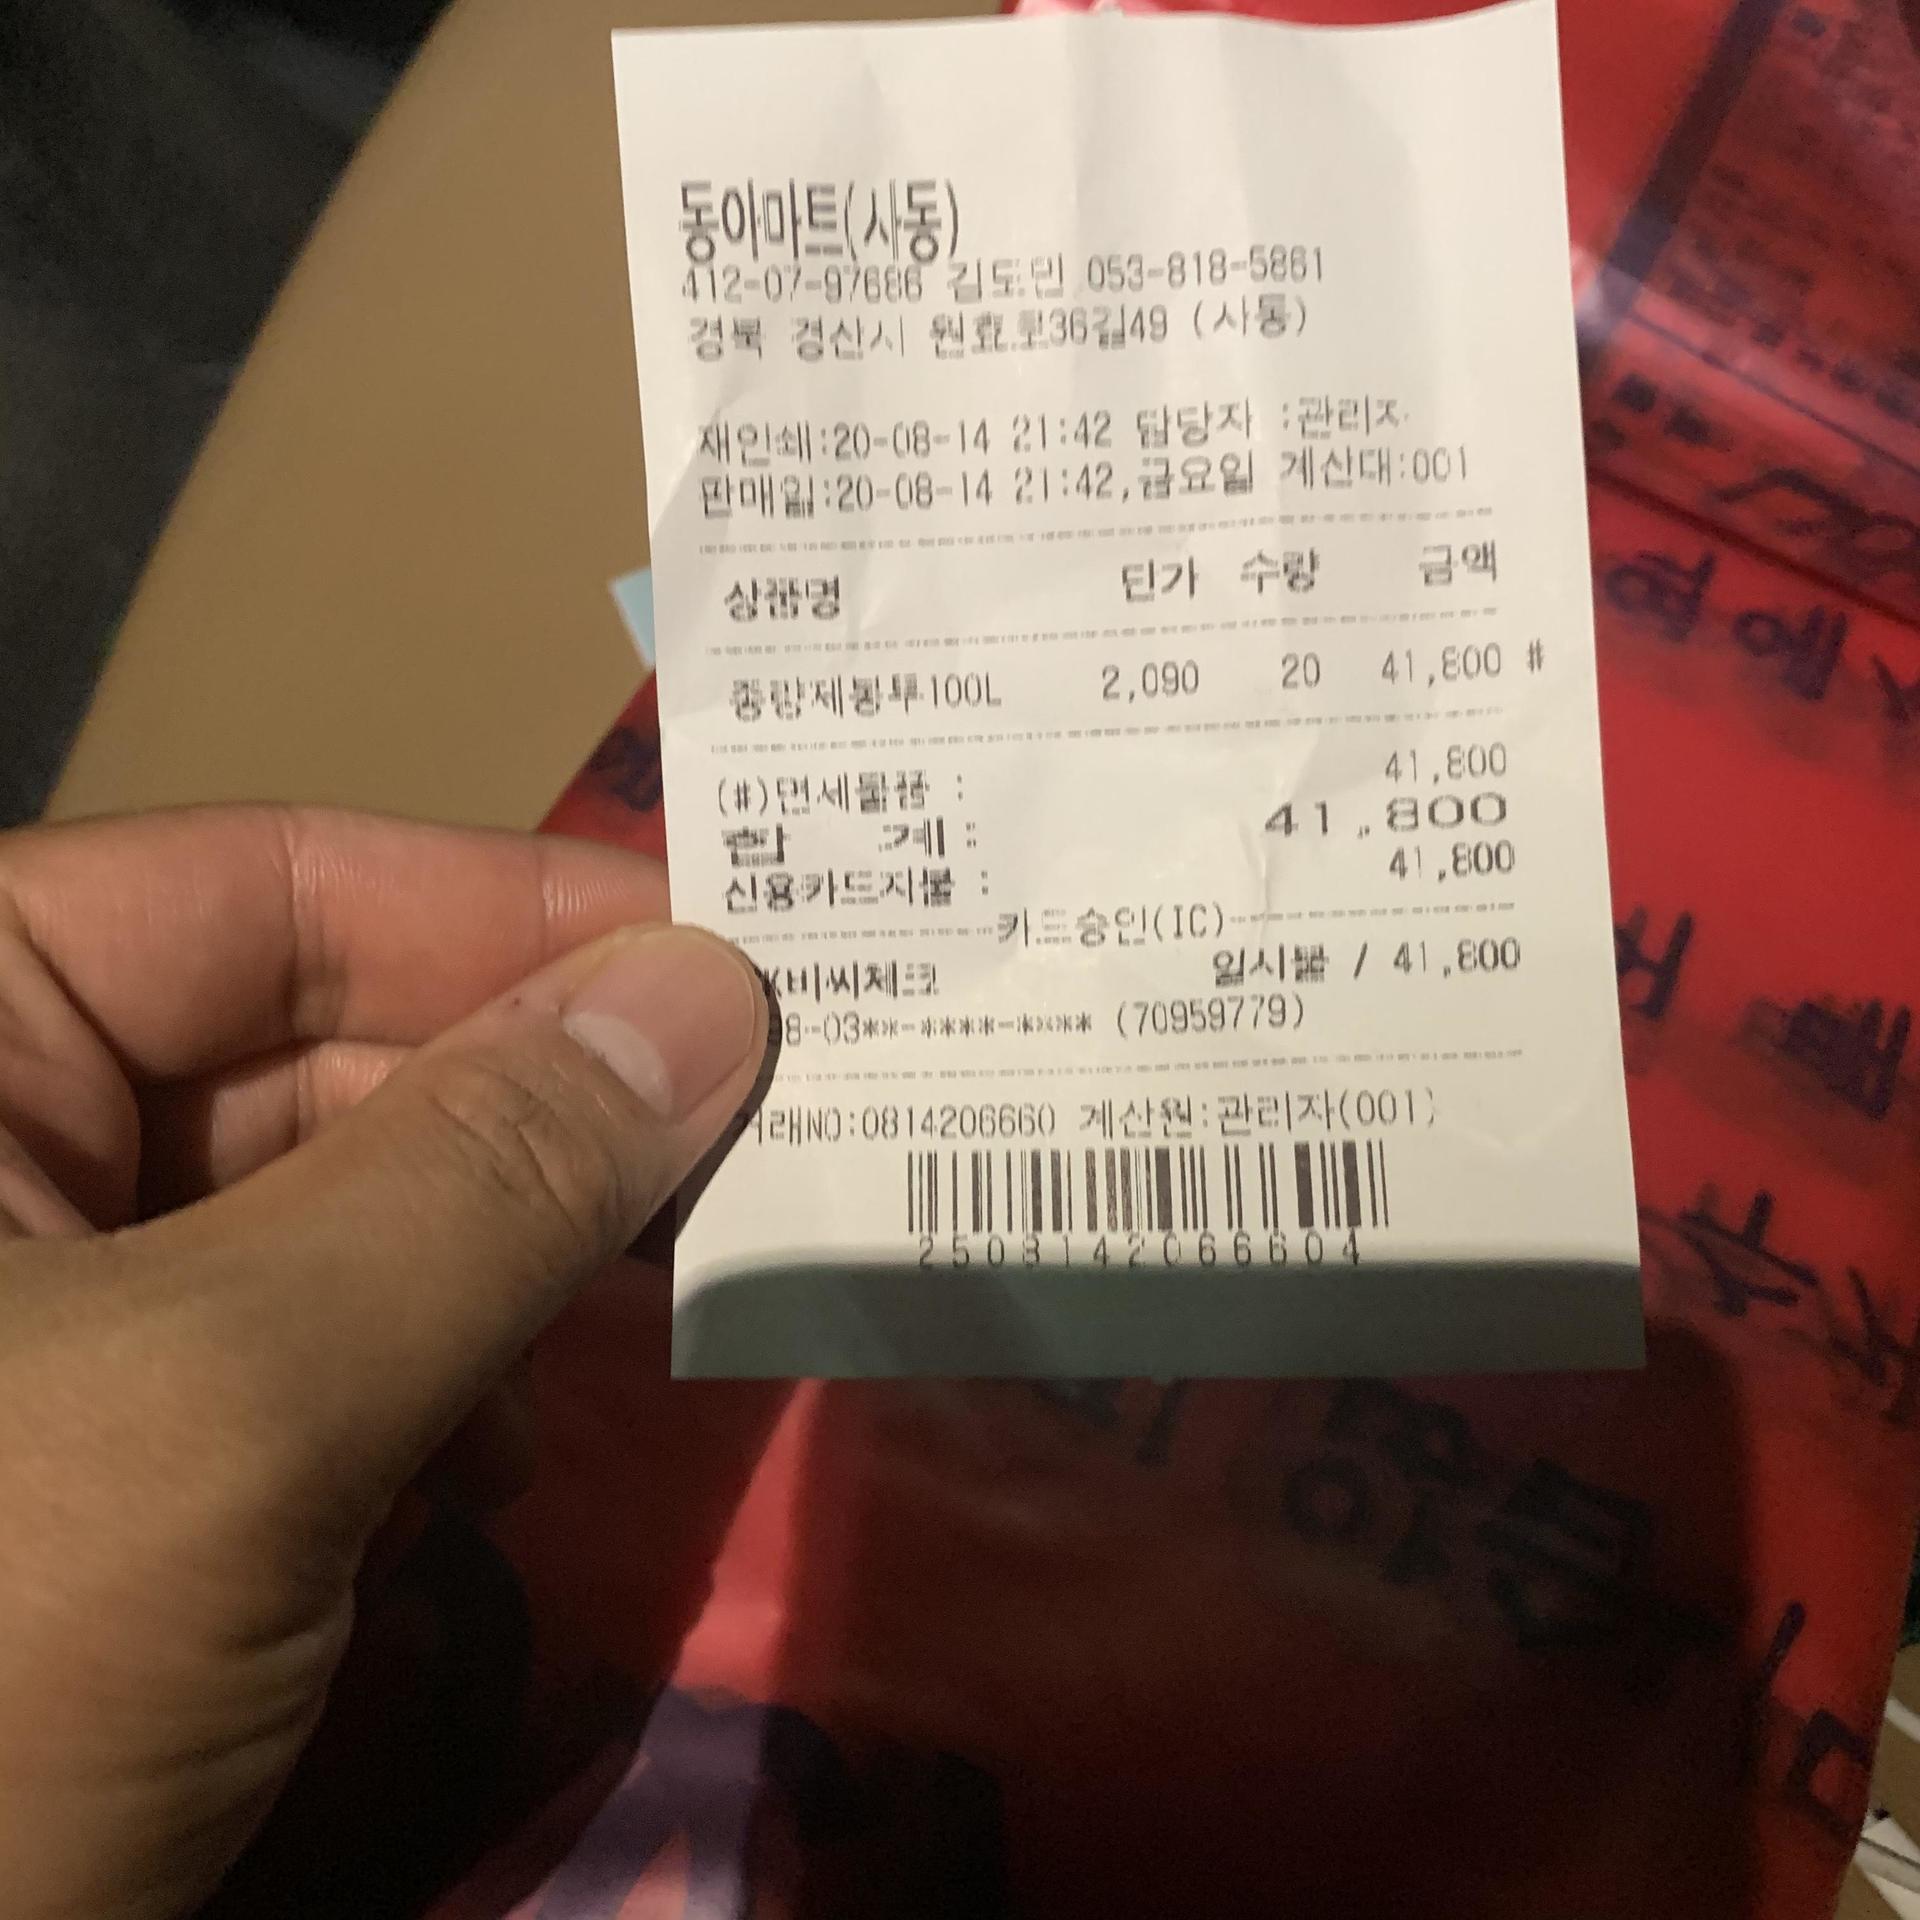 동아마트(사동)
412-07-97686 김도민 053-818-5861
경북 경산시 원효로36길49 (사동)
재인쇄:20-08-14 21:42 담당자 :관리자
판매일:20-08-14 21:42,금요일 계산대:001
상품명 단가 수량 금액
종량제봉투100L 2,090 20 41,800 #
(#)면세물품 : 41,800
합 계 : 41,800
신용카드지불 : 41,800
카드승인(IC)
비씨체크 일시불 / 41,800
8-03**-****-**** (70959779)
래NO:0814206660 계산원:관리자(001)
2508142066604